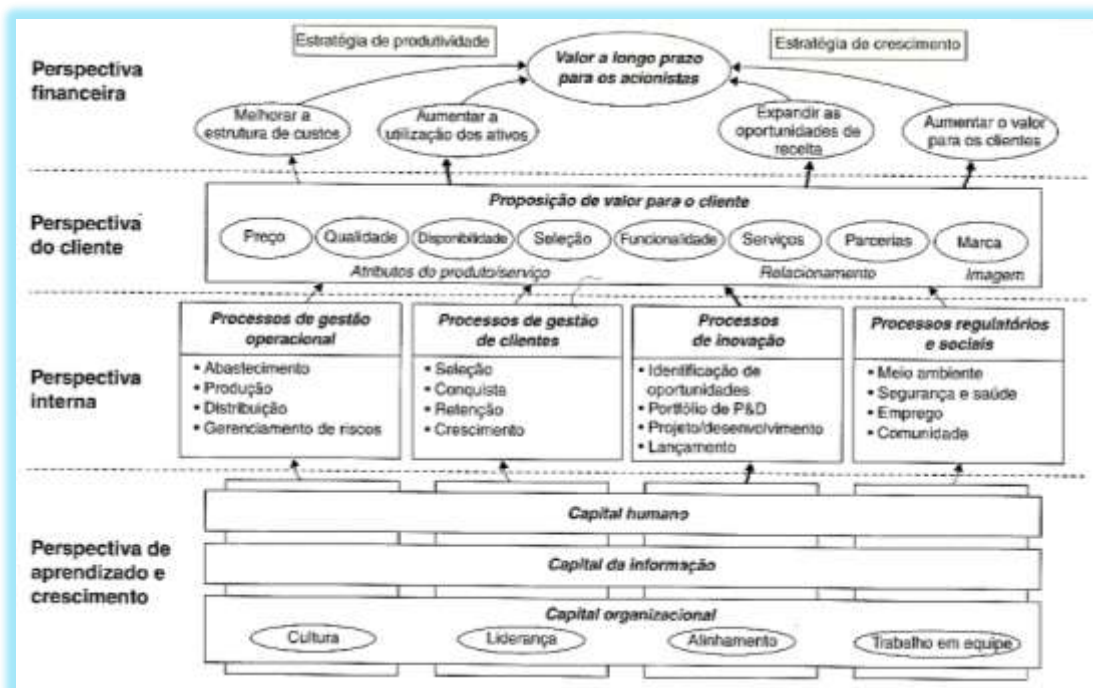 Estratégia de produtividade
Estratégia de crescimento
Perspectiva
financeira
Valor a longo prazo
para os acionistas
Melhorar a
estrutura de custos
Aumentar a
utilização dos ativos
Expandir as
oportunidades de
receita
Aumentar o valor
para os clientes
Perspectiva
do cliente
Proposição de valor para o cliente
Preço
Qualidade
Disponibilidade
Seleção
Funcionalidade
Serviços
Parcerias
Marca
Atributos do produto/serviço
Relacionamento
Imagem
Perspectiva
interna
Processos de gestão
operacional
• Abastecimento
• Produção
• Distribuição
• Gerenciamento de riscos
Processos de gestão
de clientes
• Seleção
• Conquista
• Retenção
• Crescimento
Processos
de inovação
• Identificação de
oportunidades
• Portfólio de P&D
• Projeto/desenvolvimento
• Lançamento
Processos regulatórios
e sociais
• Meio ambiente
• Segurança e saúde
• Emprego
• Comunidade
Perspectiva de
aprendizado e
crescimento
Capital humano
Capital da informação
Capital organizacional
Cultura
Liderança
Alinhamento
Trabalho em equipe